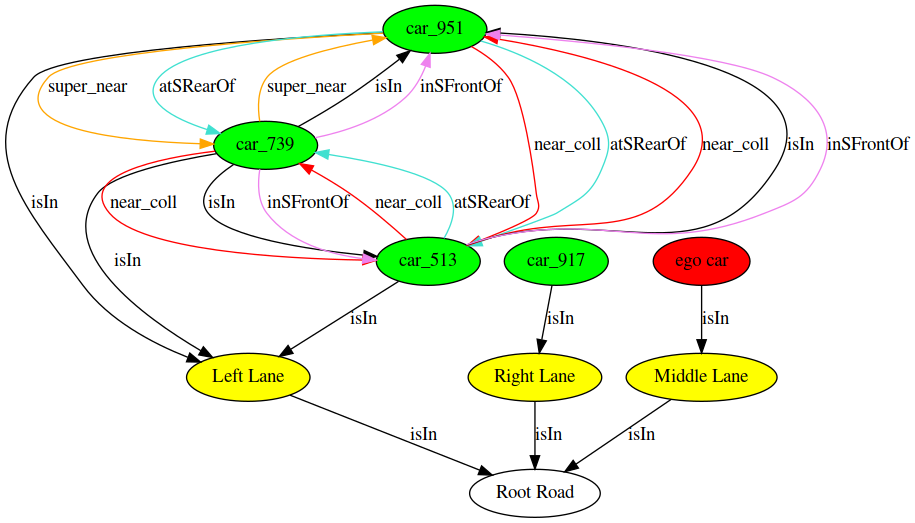 car_951
super_near
atSRearOf
super_near
isIn
inSFrontOf
car_739
near_coll
atSRearOf
near_coll
isIn
inSFrontOf
isIn
near_coll
isIn
inSFrontOf
near_coll
atSRearOf
isIn
car_513
car_917
ego car
isIn
isIn
isIn
isIn
Left Lane
Right Lane
Middle Lane
isIn
isIn
isIn
Root Road